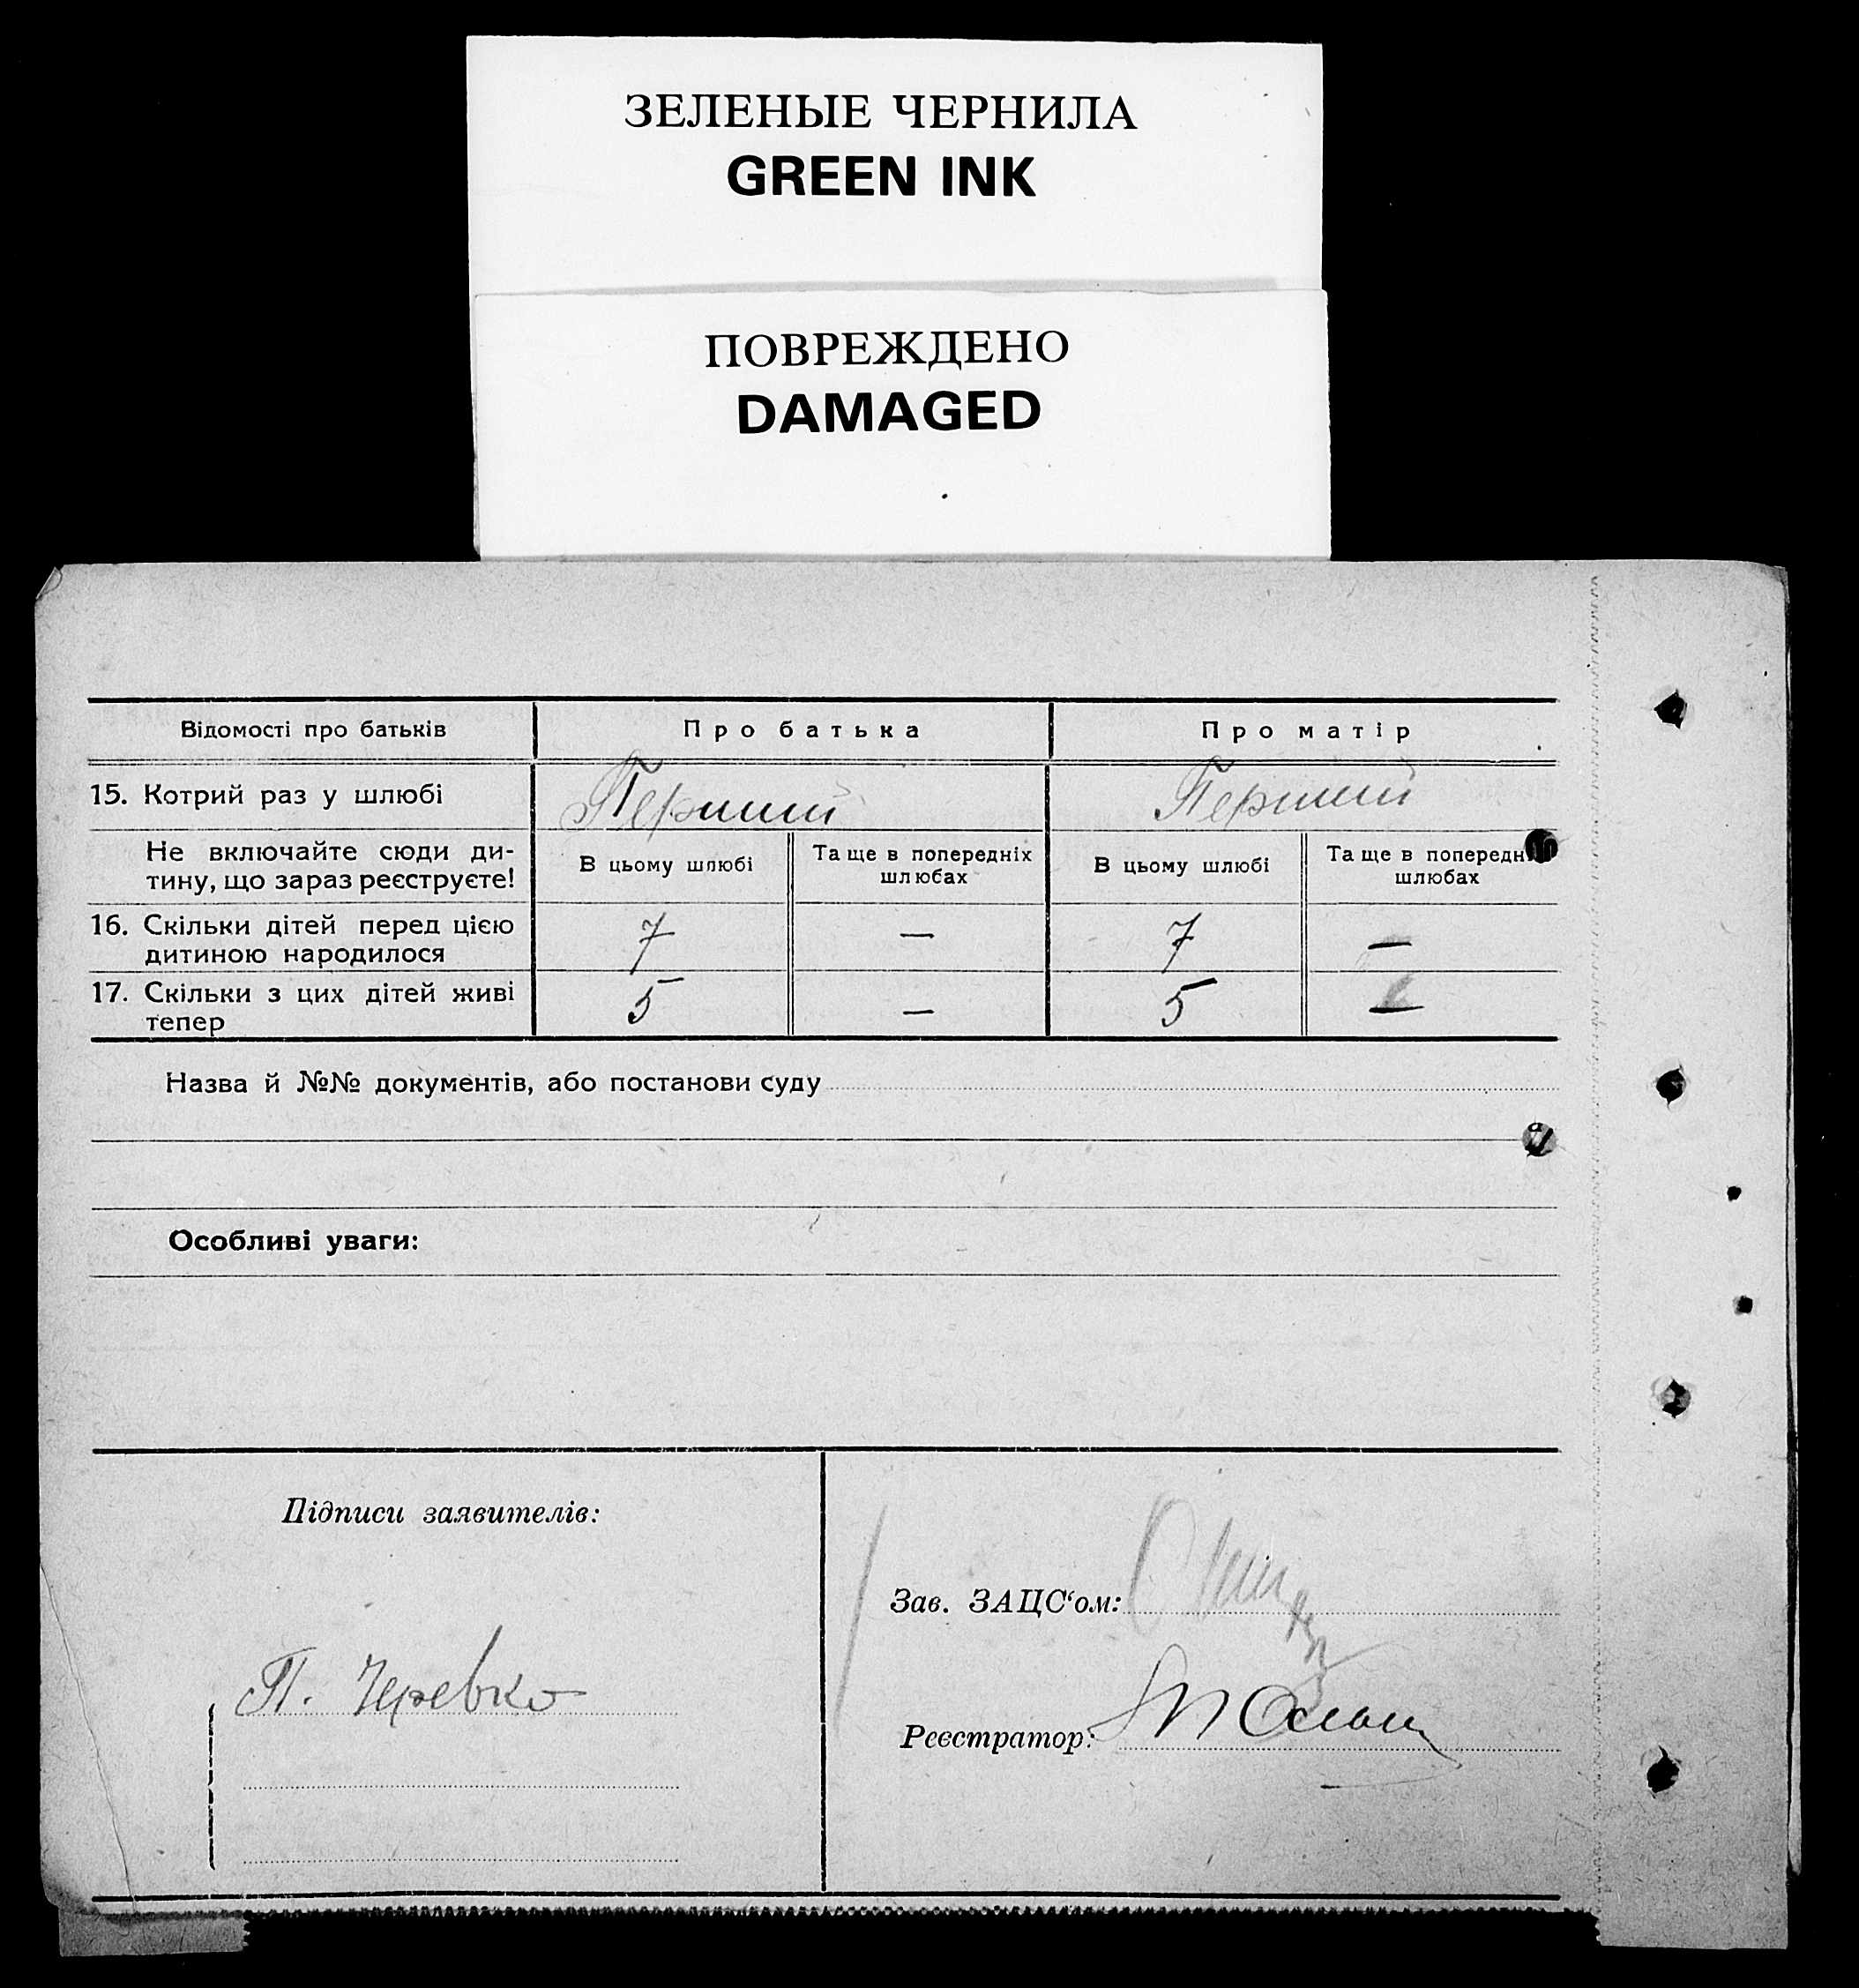 ЗЕЛЕНЫЕ ЧЕРНИЛА
GREEN INK
ПОВРЕЖДЕНО
DAMAGED
Відомості про батьків Про батька Про матір
15. Котрий раз у шлюбі Перший Перший
Не включайте сюди ди-
тину, що зараз реєструєте!
В цьому шлюбі
Та ще в попередніх
шлюбах
В цьому шлюбі
Та ще в попередніх
шлюбах
16. Скільки дітей перед цією
дитиною народилося
7 — 7 —
17. Скільки з цих дітей живі
тепер
5 — 5 —
Назва й №№ документів, або постанови суду
Особливі уваги:
Підписи заявителів:
П. Черевко
Зав. ЗАЦС‘ом:
Реєстратор: